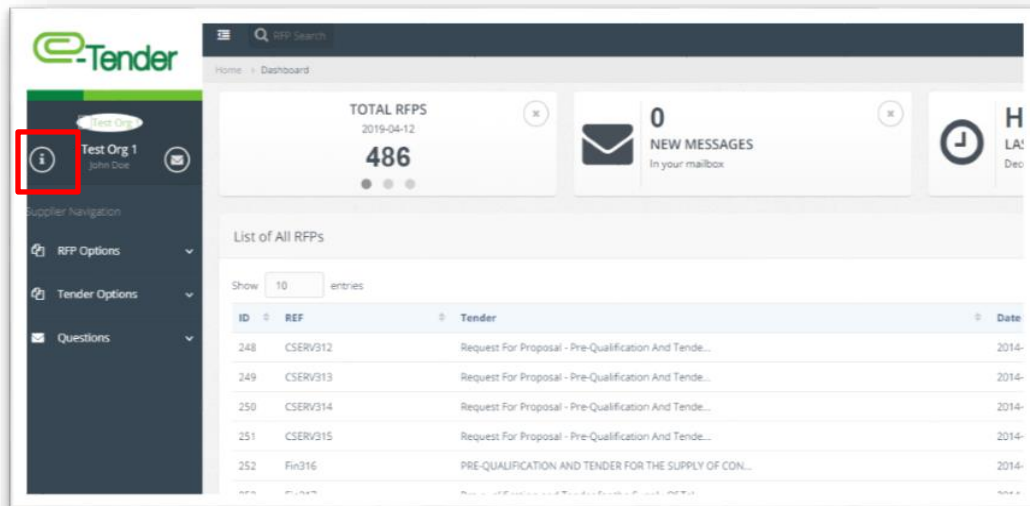 e-Tender
RFP Search
Home > Dashboard
Test Org 1
Test Org 1
John Doe
Supplier Navigation
RFP Options
Tender Options
Questions
TOTAL RFPS
2019-04-12
486
0
NEW MESSAGES
In your mailbox
H
LAS
Dec
List of All RFPs
Show 10 entries
ID REF Tender Date
248 CSERV312 Request For Proposal - Pre-Qualification And Tende... 2014-
249 CSERV313 Request For Proposal - Pre-Qualification And Tende... 2014-
250 CSERV314 Request For Proposal - Pre-Qualification And Tende... 2014-
251 CSERV315 Request For Proposal - Pre-Qualification And Tende... 2014-
252 Fin316 PRE-QUALIFICATION AND TENDER FOR THE SUPPLY OF CON... 2014-